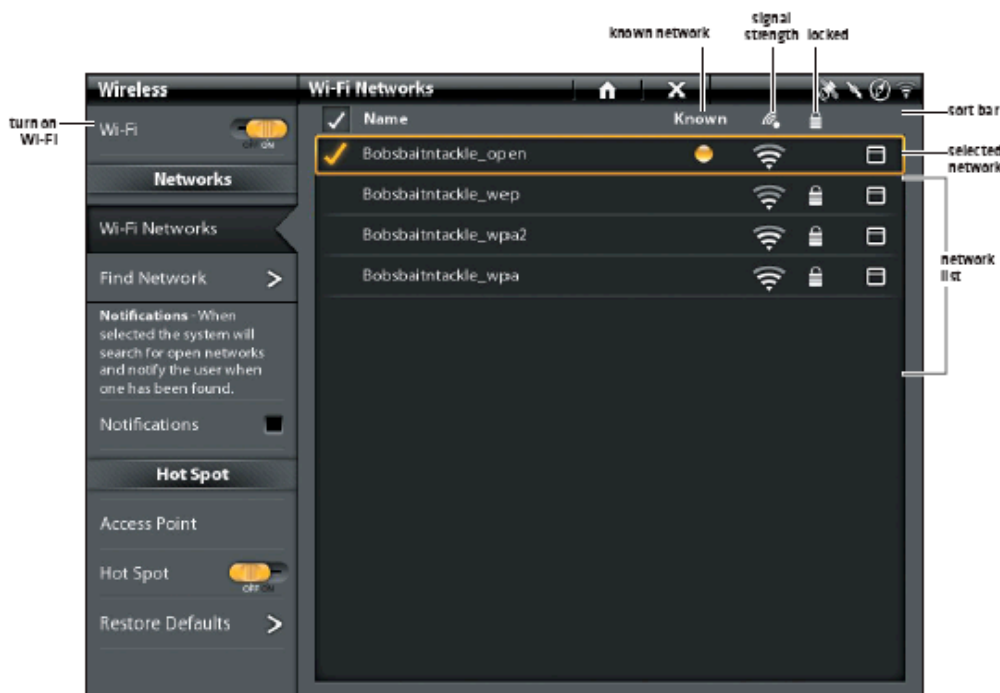 known network
signal
strength
locked
Wireless
Wi-Fi Networks
turn on
WI-FI
Wi-Fi
OFF ON
Name
Known
sort bar
Bobsbaitntackle_open
selected
network
Networks
Bobsbaitntackle_wep
Wi-Fi Networks
Bobsbaitntackle_wpa2
network
list
Find Network
Bobsbaitntackle_wpa
Notifications - When
selected the system will
search for open networks
and notify the user when
one has been found.
Notifications
Hot Spot
Access Point
Hot Spot
OFF ON
Restore Defaults